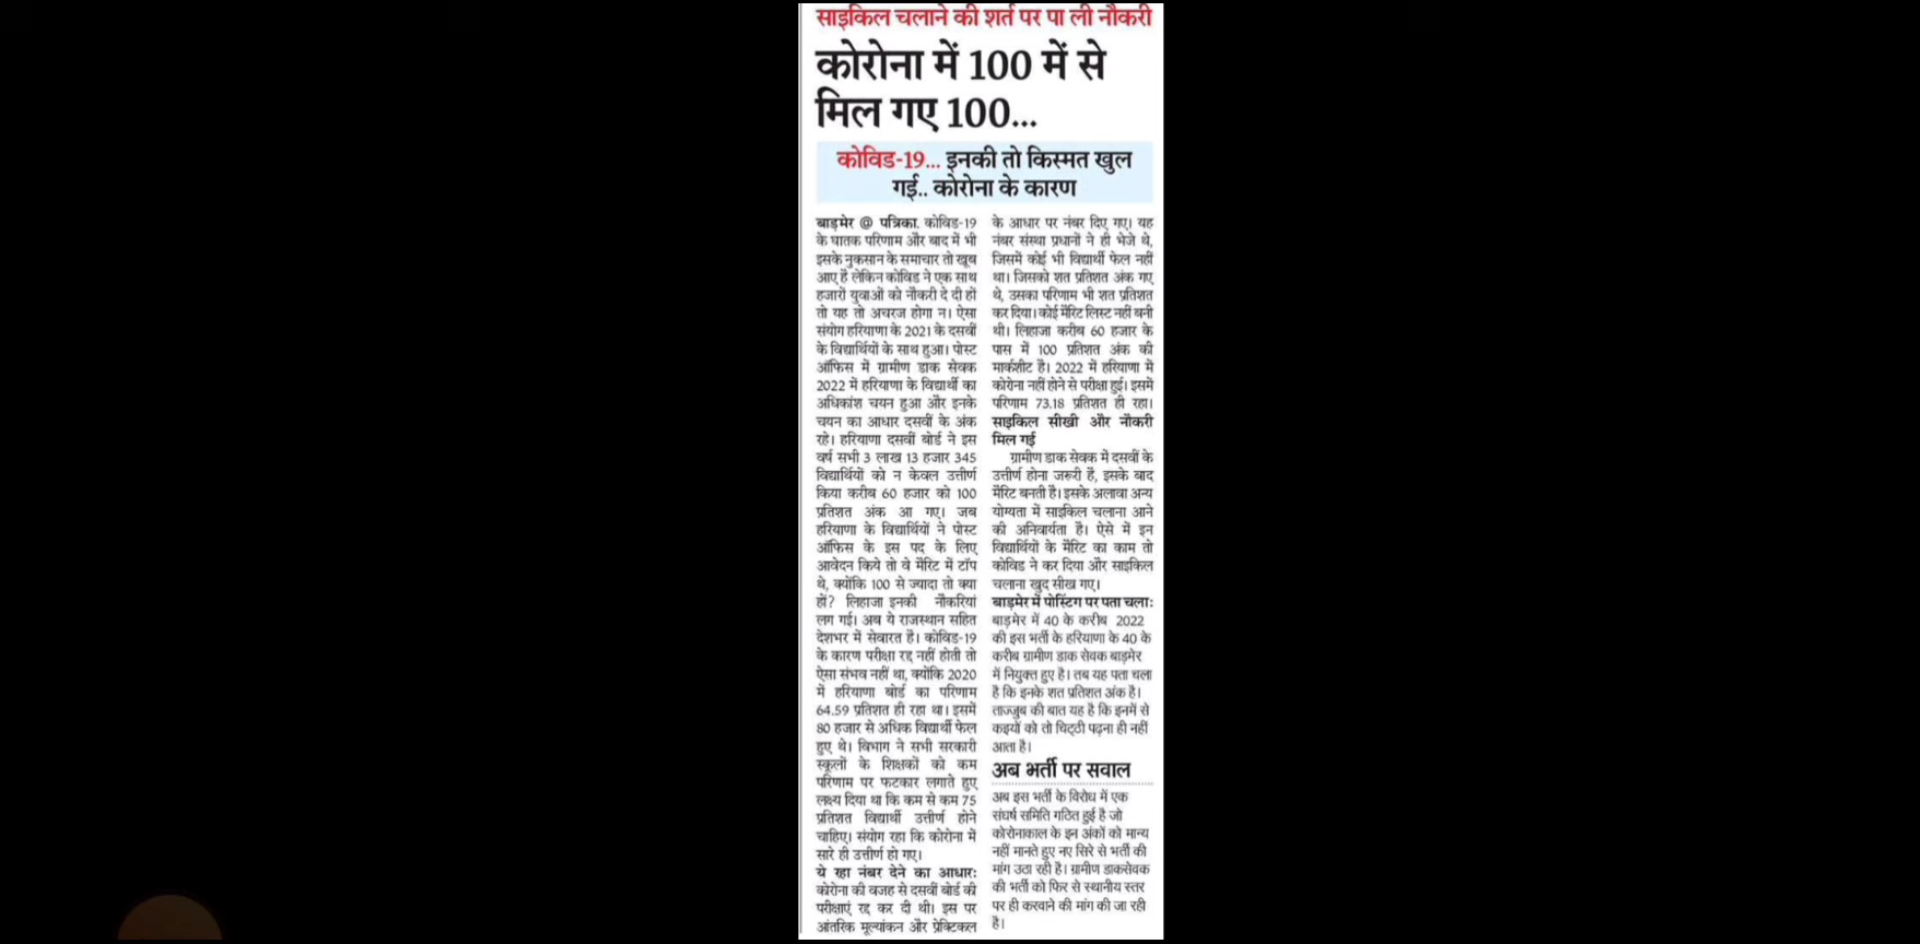 साइकिल चलाने की शर्त पर पा ली नौकरी
कोरोना में 100 में से
मिल गए 100...
कोविड-19... इनकी तो किस्मत खुल
गई.. कोरोना के कारण
बाड़मेर @ पत्रिका. कोविड-19
के घातक परिणाम और बाद में भी
इसके नुकसान के समाचार तो खूब
आए है लेकिन कोविड ने एक साथ
हजारों युवाओं को नौकरी दे दी हों
तो यह तो अचरज होगा न। ऐसा
संयोग हरियाणा के 2021 के दसवीं
के विद्यार्थियों के साथ हुआ। पोस्ट
ऑफिस में ग्रामीण डाक सेवक
2022 में हरियाणा के विद्यार्थी का
अधिकांश चयन हुआ और इनके
चयन का आधार दसवीं के अंक
रहे। हरियाणा दसवीं बोर्ड ने इस
वर्ष सभी 3 लाख 13 हजार 345
विद्यार्थियों को न केवल उत्तीर्ण
किया करीब 60 हजार को 100
प्रतिशत अंक आ गए। जब
हरियाणा के विद्यार्थियों ने पोस्ट
ऑफिस के इस पद के लिए
आवेदन किये तो वे मैरिट में टॉप
थे, क्योंकि 100 से ज्यादा तो क्या
हों? लिहाजा इनकी नौकरियां
लग गई। अब ये राजस्थान सहित
देशभर में सेवारत है। कोविड-19
के कारण परीक्षा रद्द नहीं होती तो
ऐसा संभव नहीं था, क्योंकि 2020
में हरियाणा बोर्ड का परिणाम
64.59 प्रतिशत ही रहा था। इसमें
80 हजार से अधिक विद्यार्थी फेल
हुए थे। विभाग ने सभी सरकारी
स्कूलों के शिक्षकों को कम
परिणाम पर फटकार लगाते हुए
लक्ष्य दिया था कि कम से कम 75
प्रतिशत विद्यार्थी उत्तीर्ण होने
चाहिए। संयोग रहा कि कोरोना में
सारे ही उत्तीर्ण हो गए।
ये रहा नंबर देने का आधार:
कोरोना की वजह से दसवीं बोर्ड की
परीक्षाएं रद्द कर दी थी। इस पर
आंतरिक मूल्यांकन और प्रेक्टिकल
के आधार पर नंबर दिए गए। यह
नंबर संस्था प्रधानों ने ही भेजे थे,
जिसमें कोई भी विद्यार्थी फेल नहीं
था। जिसको शत प्रतिशत अंक गए
थे, उसका परिणाम भी शत प्रतिशत
कर दिया। कोई मैरिट लिस्ट नहीं बनी
थी। लिहाजा करीब 60 हजार के
पास में 100 प्रतिशत अंक की
मार्कशीट है। 2022 में हरियाणा में
कोरोना नहीं होने से परीक्षा हुई। इसमें
परिणाम 73.18 प्रतिशत ही रहा।
साइकिल सीखी और नौकरी
मिल गई
ग्रामीण डाक सेवक में दसवीं के
उत्तीर्ण होना जरूरी है, इसके बाद
मैरिट बनती है। इसके अलावा अन्य
योग्यता में साइकिल चलाना आने
की अनिवार्यता है। ऐसे में इन
विद्यार्थियों के मैरिट का काम तो
कोविड ने कर दिया और साइकिल
चलाना खुद सीख गए।
बाड़मेर में पोस्टिंग पर पता चला:
बाड़मेर में 40 के करीब 2022
की इस भर्ती के हरियाणा के 40 के
करीब ग्रामीण डाक सेवक बाड़मेर
में नियुक्त हुए है। तब यह पता चला
है कि इनके शत प्रतिशत अंक है।
ताज्जुब की बात यह है कि इनमें से
कइयों को तो चिट्ठी पढ़ना ही नहीं
आता है।
अब भर्ती पर सवाल
अब इस भर्ती के विरोध में एक
संघर्ष समिति गठित हुई है जो
कोरोनाकाल के इन अंकों को मान्य
नहीं मानते हुए नए सिरे से भर्ती की
मांग उठा रही है। ग्रामीण डाकसेवक
की भर्ती को फिर से स्थानीय स्तर
पर ही करवाने की मांग की जा रही
है।